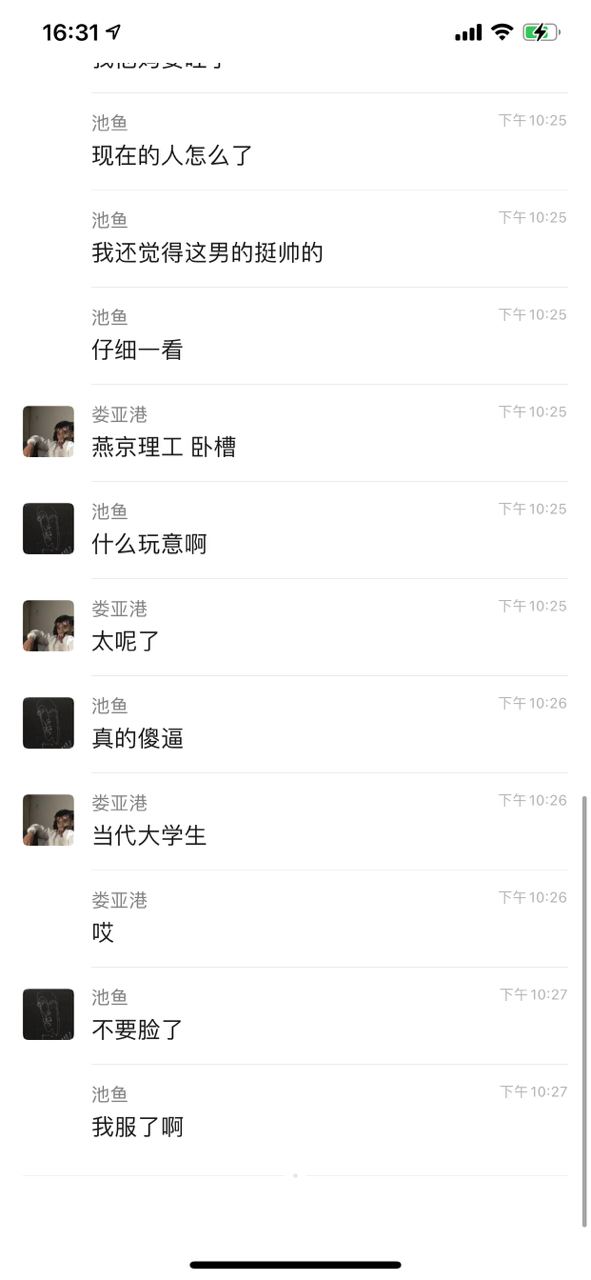 16:31
池鱼
下午10:25
现在的人怎么了
池鱼
下午10:25
我还觉得这男的挺帅的
池鱼
下午10:25
仔细一看
娄亚港
下午10:25
燕京理工 卧槽
池鱼
下午10:25
什么玩意啊
娄亚港
下午10:25
太呢了
池鱼
下午10:26
真的傻逼
娄亚港
下午10:26
当代大学生
娄亚港
下午10:26
哎
池鱼
下午10:27
不要脸了
池鱼
下午10:27
我服了啊